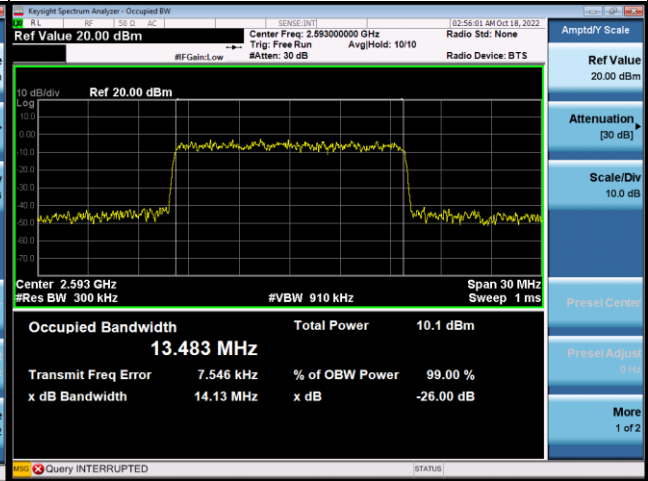 Keysight Spectrum Analyzer - Occupied BW
RL RF 50 Ω AC SENSE:INT 02:56:01 AM Oct 18, 2022
Ref Value 20.00 dBm
Center Freq: 2.593000000 GHz
Radio Std: None
Trig: Free Run Avg|Hold: 10/10
#IFGain:Low #Atten: 30 dB Radio Device: BTS
10 dB/div Ref 20.00 dBm
Log
10.0
0.00
-10.0
-20.0
-30.0
-40.0
-50.0
-60.0
-70.0
Center 2.593 GHz Span 30 MHz
#Res BW 300 kHz #VBW 910 kHz Sweep 1 ms
Occupied Bandwidth Total Power 10.1 dBm
13.483 MHz
Transmit Freq Error 7.546 kHz % of OBW Power 99.00 %
x dB Bandwidth 14.13 MHz x dB -26.00 dB
MSG Query INTERRUPTED STATUS
Amptd/Y Scale
Ref Value
20.00 dBm
Attenuation
[30 dB]
Scale/Div
10.0 dB
Presel Center
Presel Adjust
0 Hz
More
1 of 2